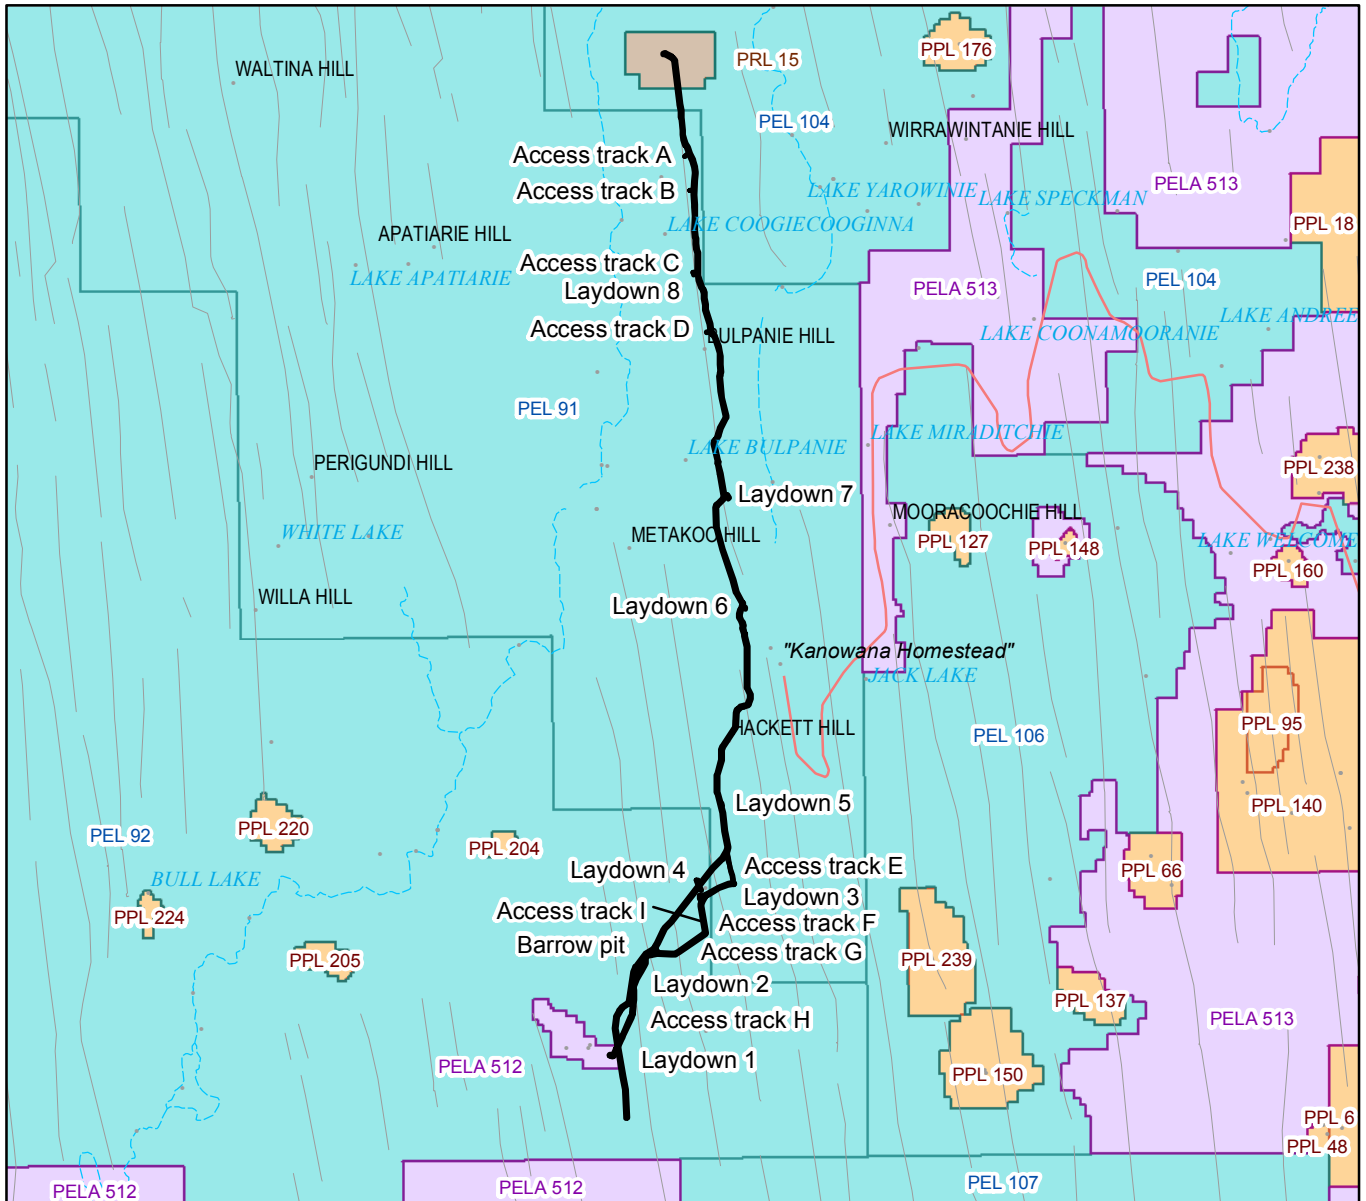 WALTINA HILL
PRL 15
PPL 176
PEL 104
WIRRAWINTANIE HILL
Access track A
PELA 513
Access track B
LAKE YAROWINIE
LAKE SPECKMAN
LAKE COOGIECOOGINNA
PPL 18
APATIARIE HILL
Access track C
LAKE APATIARIE
PEL 104
Laydown 8
PELA 513
LAKE ANDREE
Access track D
BULPANIE HILL
LAKE COONAMOORANIE
PEL 91
LAKE MIRADITCHIE
LAKE BULPANIE
PERIGUNDI HILL
PPL 238
Laydown 7
MOORACOOCHIE HILL
WHITE LAKE
METAKOO HILL
PPL 127
PPL 148
LAKE WELCOME
PPL 160
WILLA HILL
Laydown 6
"Kanowana Homestead"
JACK LAKE
HACKETT HILL
PEL 106
PPL 95
Laydown 5
PPL 140
PPL 220
PEL 92
PPL 204
Laydown 4
Access track E
PPL 66
BULL LAKE
Laydown 3
PPL 224
Access track I
Access track F
Barrow pit
Access track G
PPL 205
PPL 239
Laydown 2
PPL 137
Access track H
PELA 513
Laydown 1
PELA 512
PPL 150
PPL 6
PPL 48
PELA 512
PELA 512
PEL 107